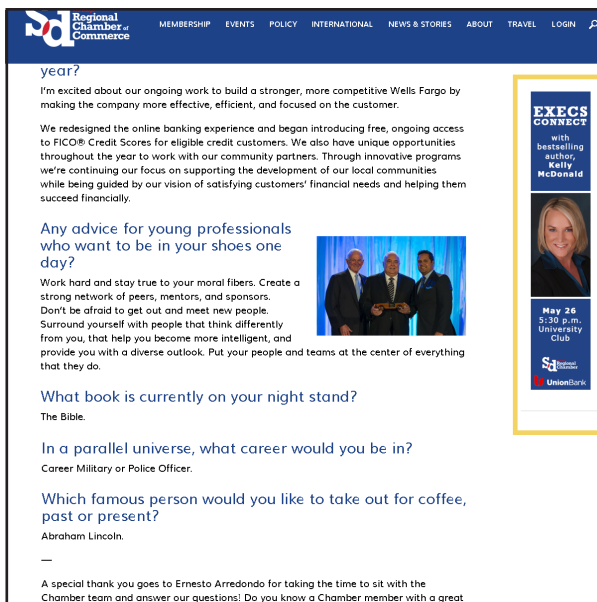 Sd Regional
Chamber of
Commerce
MEMBERSHIP EVENTS POLICY INTERNATIONAL NEWS & STORIES ABOUT TRAVEL LOGIN
year?
I'm excited about our ongoing work to build a stronger, more competitive Wells Fargo by
making the company more effective, efficient, and focused on the customer.
We redesigned the online banking experience and began introducing free, ongoing access
to FICO® Credit Scores for eligible credit customers. We also have unique opportunities
throughout the year to work with our community partners. Through innovative programs
we're continuing our focus on supporting the development of our local communities
while being guided by our vision of satisfying customers' financial needs and helping them
succeed financially.
Any advice for young professionals
who want to be in your shoes one
day?
Work hard and stay true to your moral fibers. Create a
strong network of peers, mentors, and sponsors.
Don't be afraid to get out and meet new people.
Surround yourself with people that think differently
from you, that help you become more intelligent, and
provide you with a diverse outlook. Put your people and teams at the center of everything
that they do.
What book is currently on your night stand?
The Bible.
In a parallel universe, what career would you be in?
Career Military or Police Officer.
Which famous person would you like to take out for coffee,
past or present?
Abraham Lincoln.
—
A special thank you goes to Ernesto Arredondo for taking the time to sit with the
Chamber team and answer our questions! Do you know a Chamber member with a great
EXECS
CONNECT
with
bestselling
author,
Kelly
McDonald
May 26
5:30 p.m.
University
Club
Sd Regional
Chamber
UnionBank